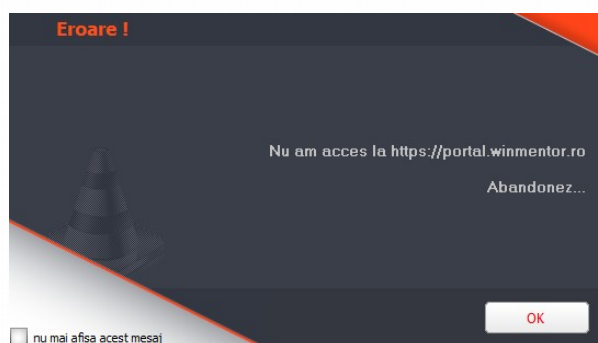 Eroare !
Nu am acces la https://portal.winmentor.ro
Abandonez...
OK
nu mai afisa acest mesaj